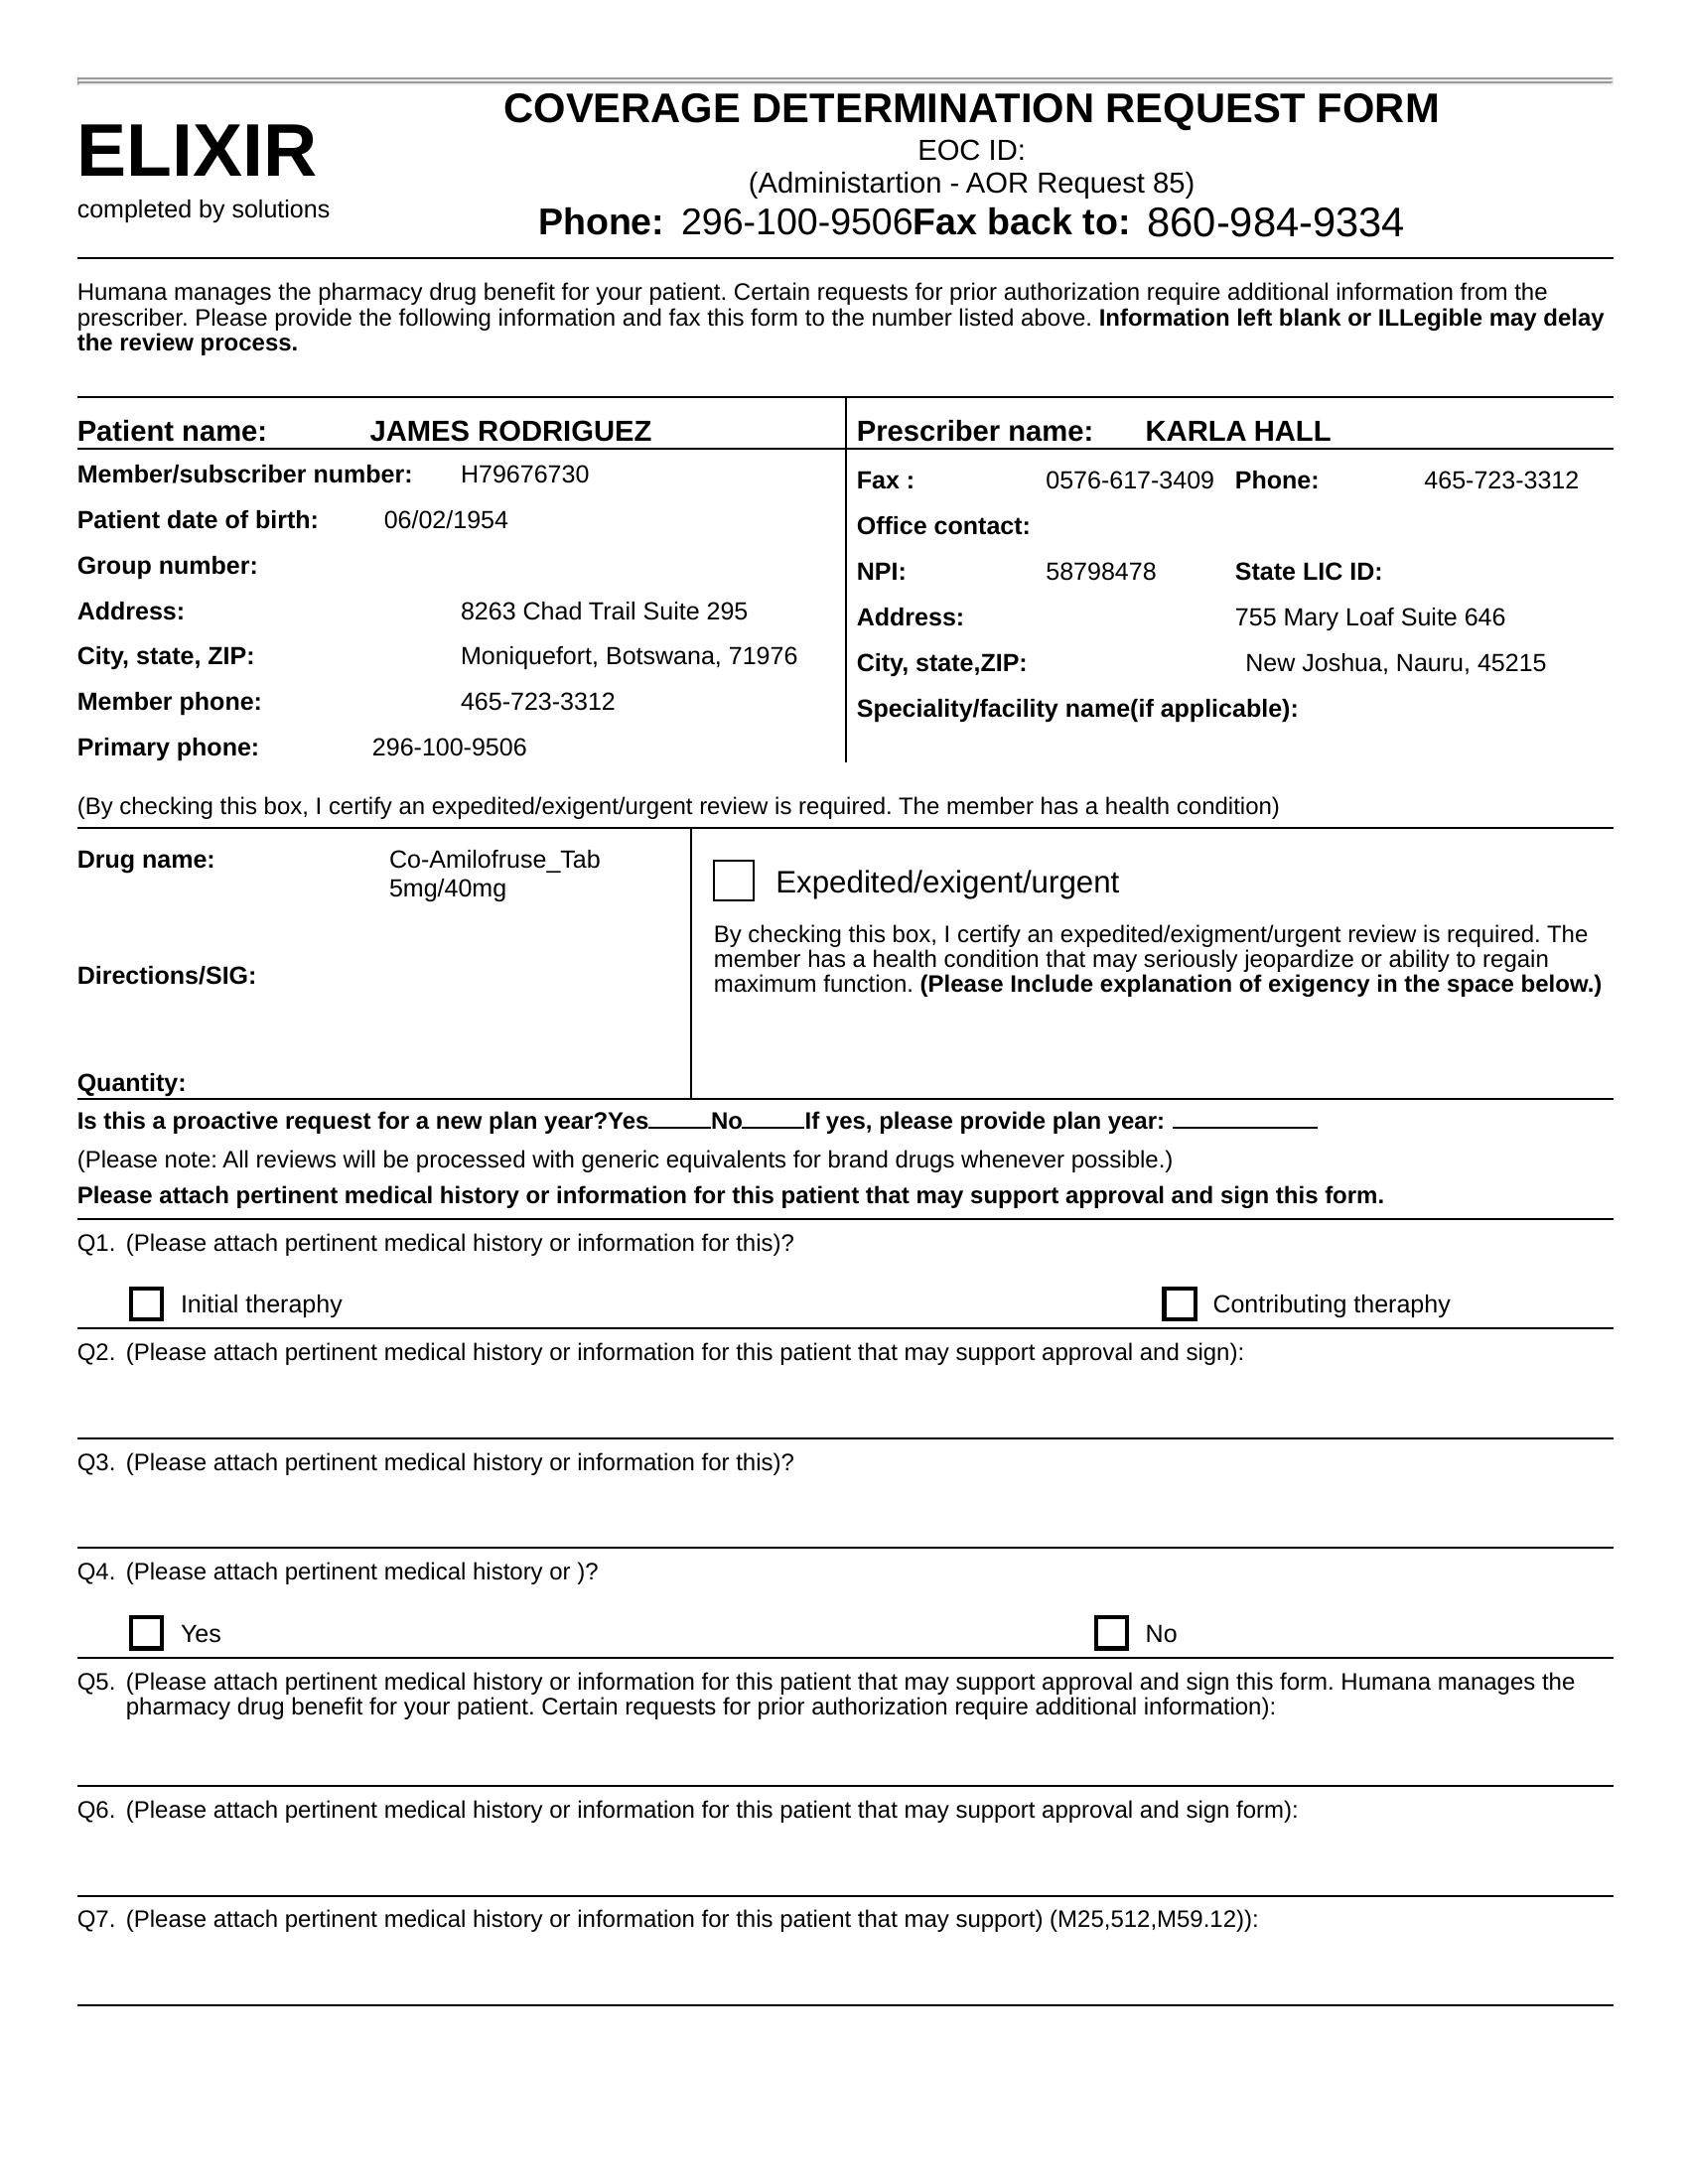 ELIXIR
completed by solutions
COVERAGE DETERMINATION REQUEST FORM
EOC ID:
(Administartion - AOR Request 85)
Phone: 296-100-9506Fax back to: 860-984-9334
Humana manages the pharmacy drug benefit for your patient. Certain requests for prior authorization require additional information from the
prescriber. Please provide the following information and fax this form to the number listed above. Information left blank or ILLegible may delay
the review process.
Patient name: JAMES RODRIGUEZ
Member/subscriber number: H79676730
Patient date of birth: 06/02/1954
Group number:
Address: 8263 Chad Trail Suite 295
City, state, ZIP: Moniquefort, Botswana, 71976
Member phone: 465-723-3312
Primary phone: 296-100-9506
Prescriber name: KARLA HALL
Fax : 0576-617-3409 Phone: 465-723-3312
Office contact:
NPI: 58798478 State LIC ID:
Address: 755 Mary Loaf Suite 646
City, state,ZIP: New Joshua, Nauru, 45215
Speciality/facility name(if applicable):
(By checking this box, I certify an expedited/exigent/urgent review is required. The member has a health condition)
Drug name: Co-Amilofruse_Tab
5mg/40mg
Directions/SIG:
Quantity:
Expedited/exigent/urgent
By checking this box, I certify an expedited/exigment/urgent review is required. The
member has a health condition that may seriously jeopardize or ability to regain
maximum function. (Please Include explanation of exigency in the space below.)
Is this a proactive request for a new plan year?Yes_____No_____If yes, please provide plan year: ___________
(Please note: All reviews will be processed with generic equivalents for brand drugs whenever possible.)
Please attach pertinent medical history or information for this patient that may support approval and sign this form.
Q1. (Please attach pertinent medical history or information for this)?
Initial theraphy Contributing theraphy
Q2. (Please attach pertinent medical history or information for this patient that may support approval and sign):
Q3. (Please attach pertinent medical history or information for this)?
Q4. (Please attach pertinent medical history or )?
Yes No
Q5. (Please attach pertinent medical history or information for this patient that may support approval and sign this form. Humana manages the
pharmacy drug benefit for your patient. Certain requests for prior authorization require additional information):
Q6. (Please attach pertinent medical history or information for this patient that may support approval and sign form):
Q7. (Please attach pertinent medical history or information for this patient that may support) (M25,512,M59.12)):